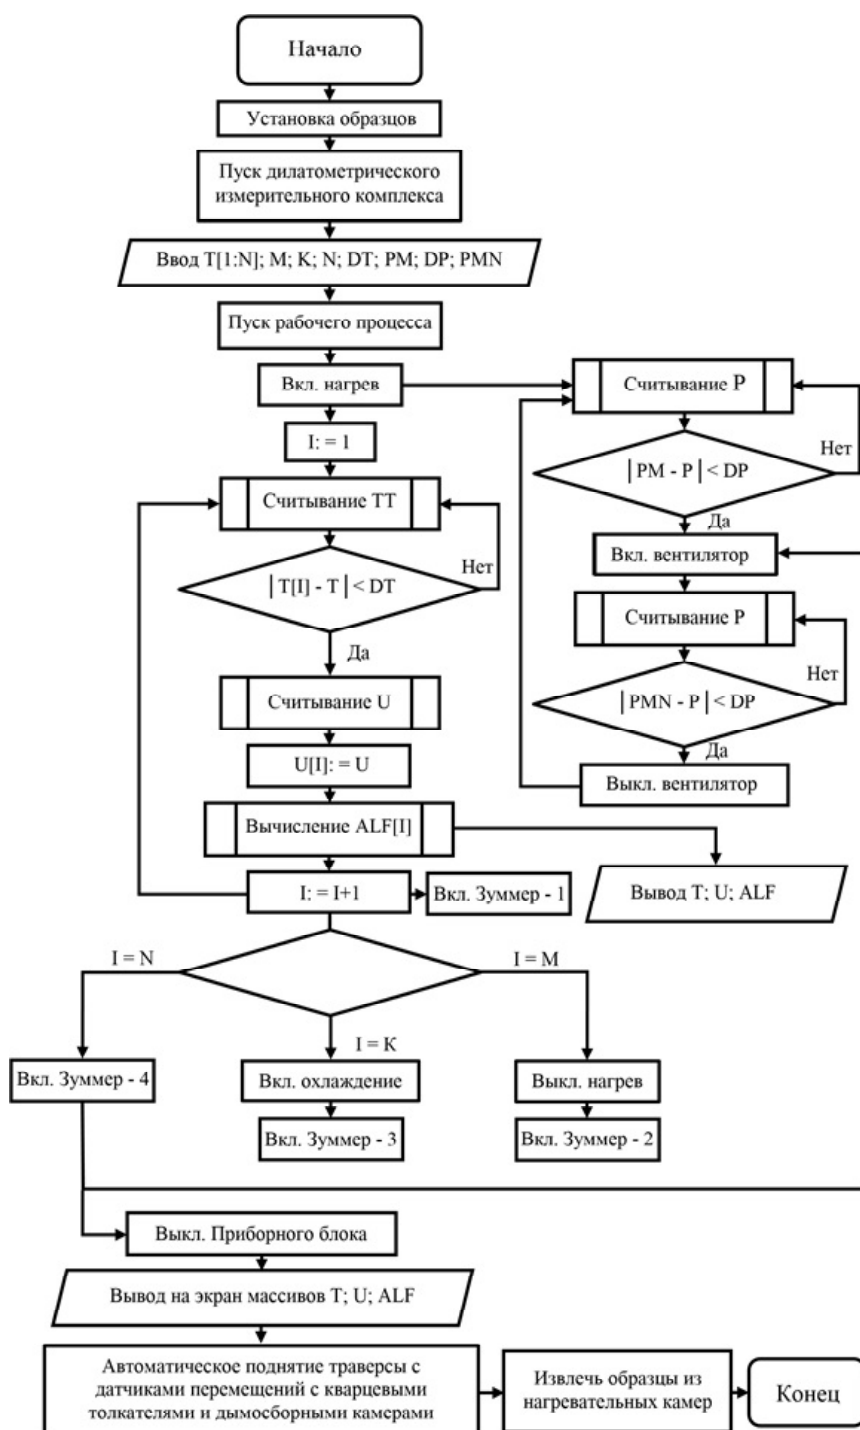 Начало
Установка образцов
Пуск дилатометрического
измерительного комплекса
Ввод T[1:N]; M; K; N; DT; PM; DP; PMN
Пуск рабочего процесса
Вкл. нагрев
I: = 1
Считывание TT
|T[I] - T| < DT
Нет
Да
Считывание U
U[I]: = U
Вычисление ALF[I]
I: = I+1
Вкл. Зуммер - 1
Считывание P
|PM - P| < DP
Нет
Да
Вкл. вентилятор
Считывание P
|PMN - P| < DP
Нет
Да
Выкл. вентилятор
Вывод T; U; ALF
I = N
I = K
I = M
Вкл. Зуммер - 4
Вкл. охлаждение
Вкл. Зуммер - 3
Выкл. нагрев
Вкл. Зуммер - 2
Выкл. Приборного блока
Вывод на экран массивов T; U; ALF
Автоматическое поднятие траверсы с
датчиками перемещений с кварцевыми
толкателями и дымосборными камерами
Извлечь образцы из
нагревательных камер
Конец